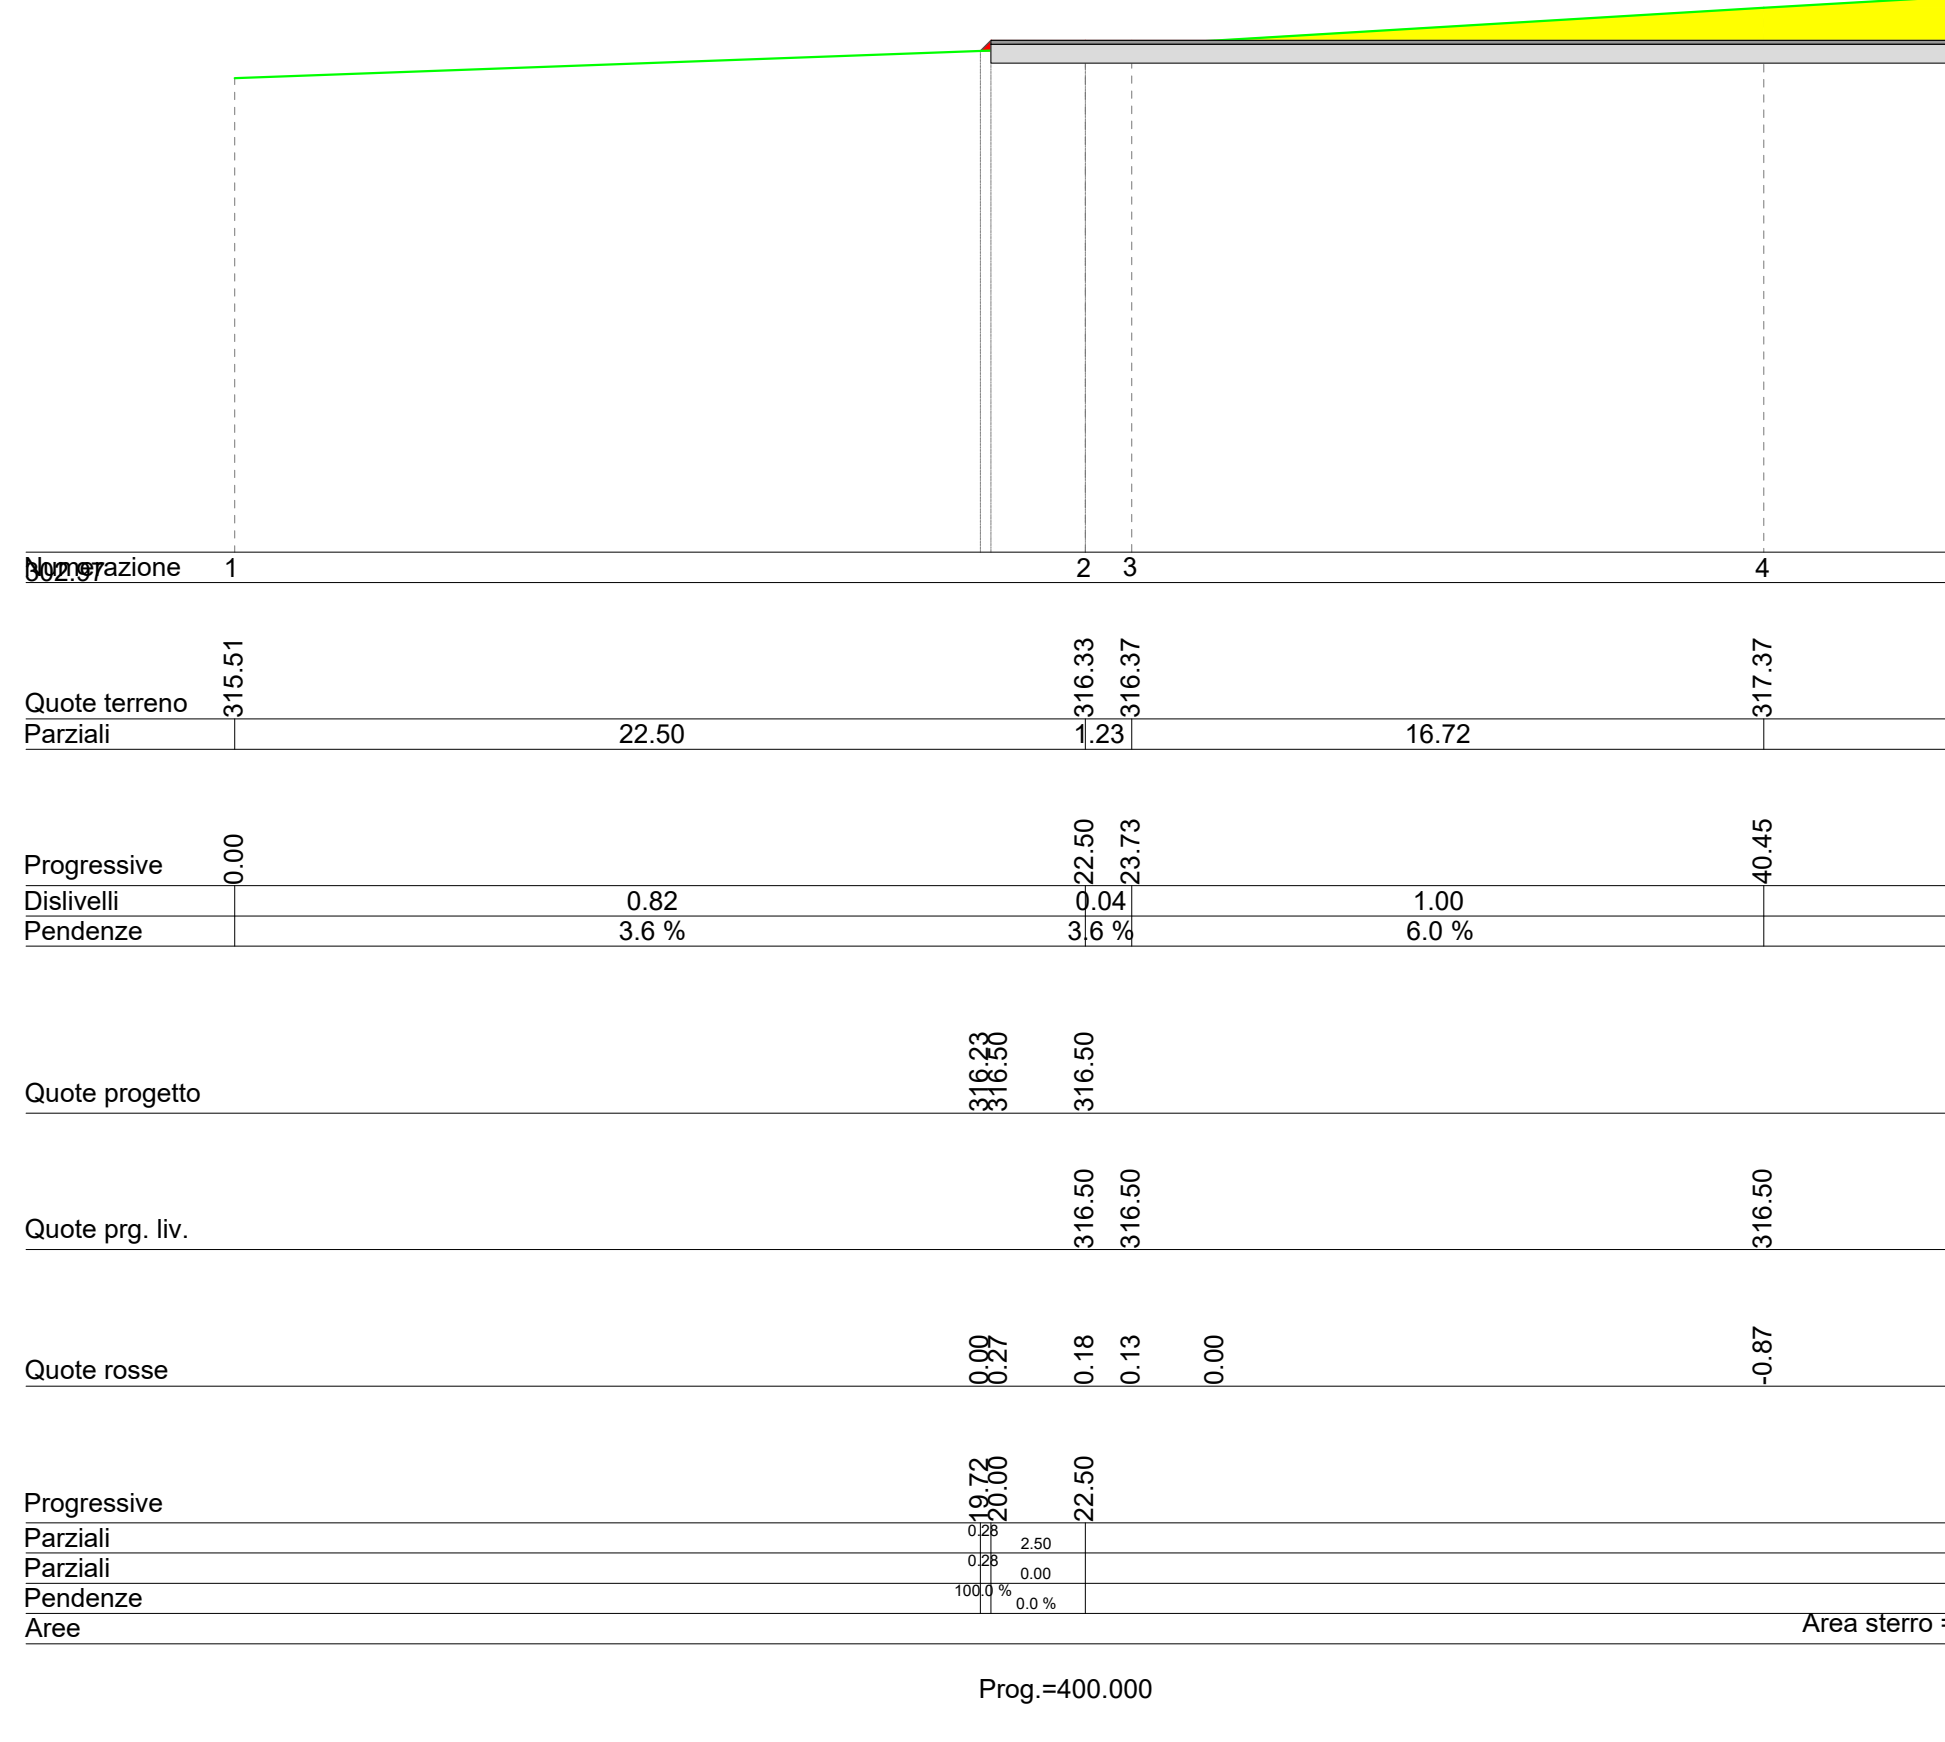 Numerazione 1 2 3 4
302.97
Quote terreno 315.51 316.33 316.37 317.37
Parziali 22.50 1.23 16.72
Progressive 0.00 22.50 23.73 40.45
Dislivelli 0.82 0.04 1.00
Pendenze 3.6 % 3.6 % 6.0 %
Quote progetto 316.23 316.50 316.50
Quote prg. liv. 316.50 316.50 316.50
Quote rosse 0.00 0.27 0.18 0.13 0.00 -0.87
Progressive 19.72 20.00 22.50
Parziali 0.28 2.50
Parziali 0.28 0.00
Pendenze 100.0 % 0.0 %
Aree Area sterro =
Prog.=400.000